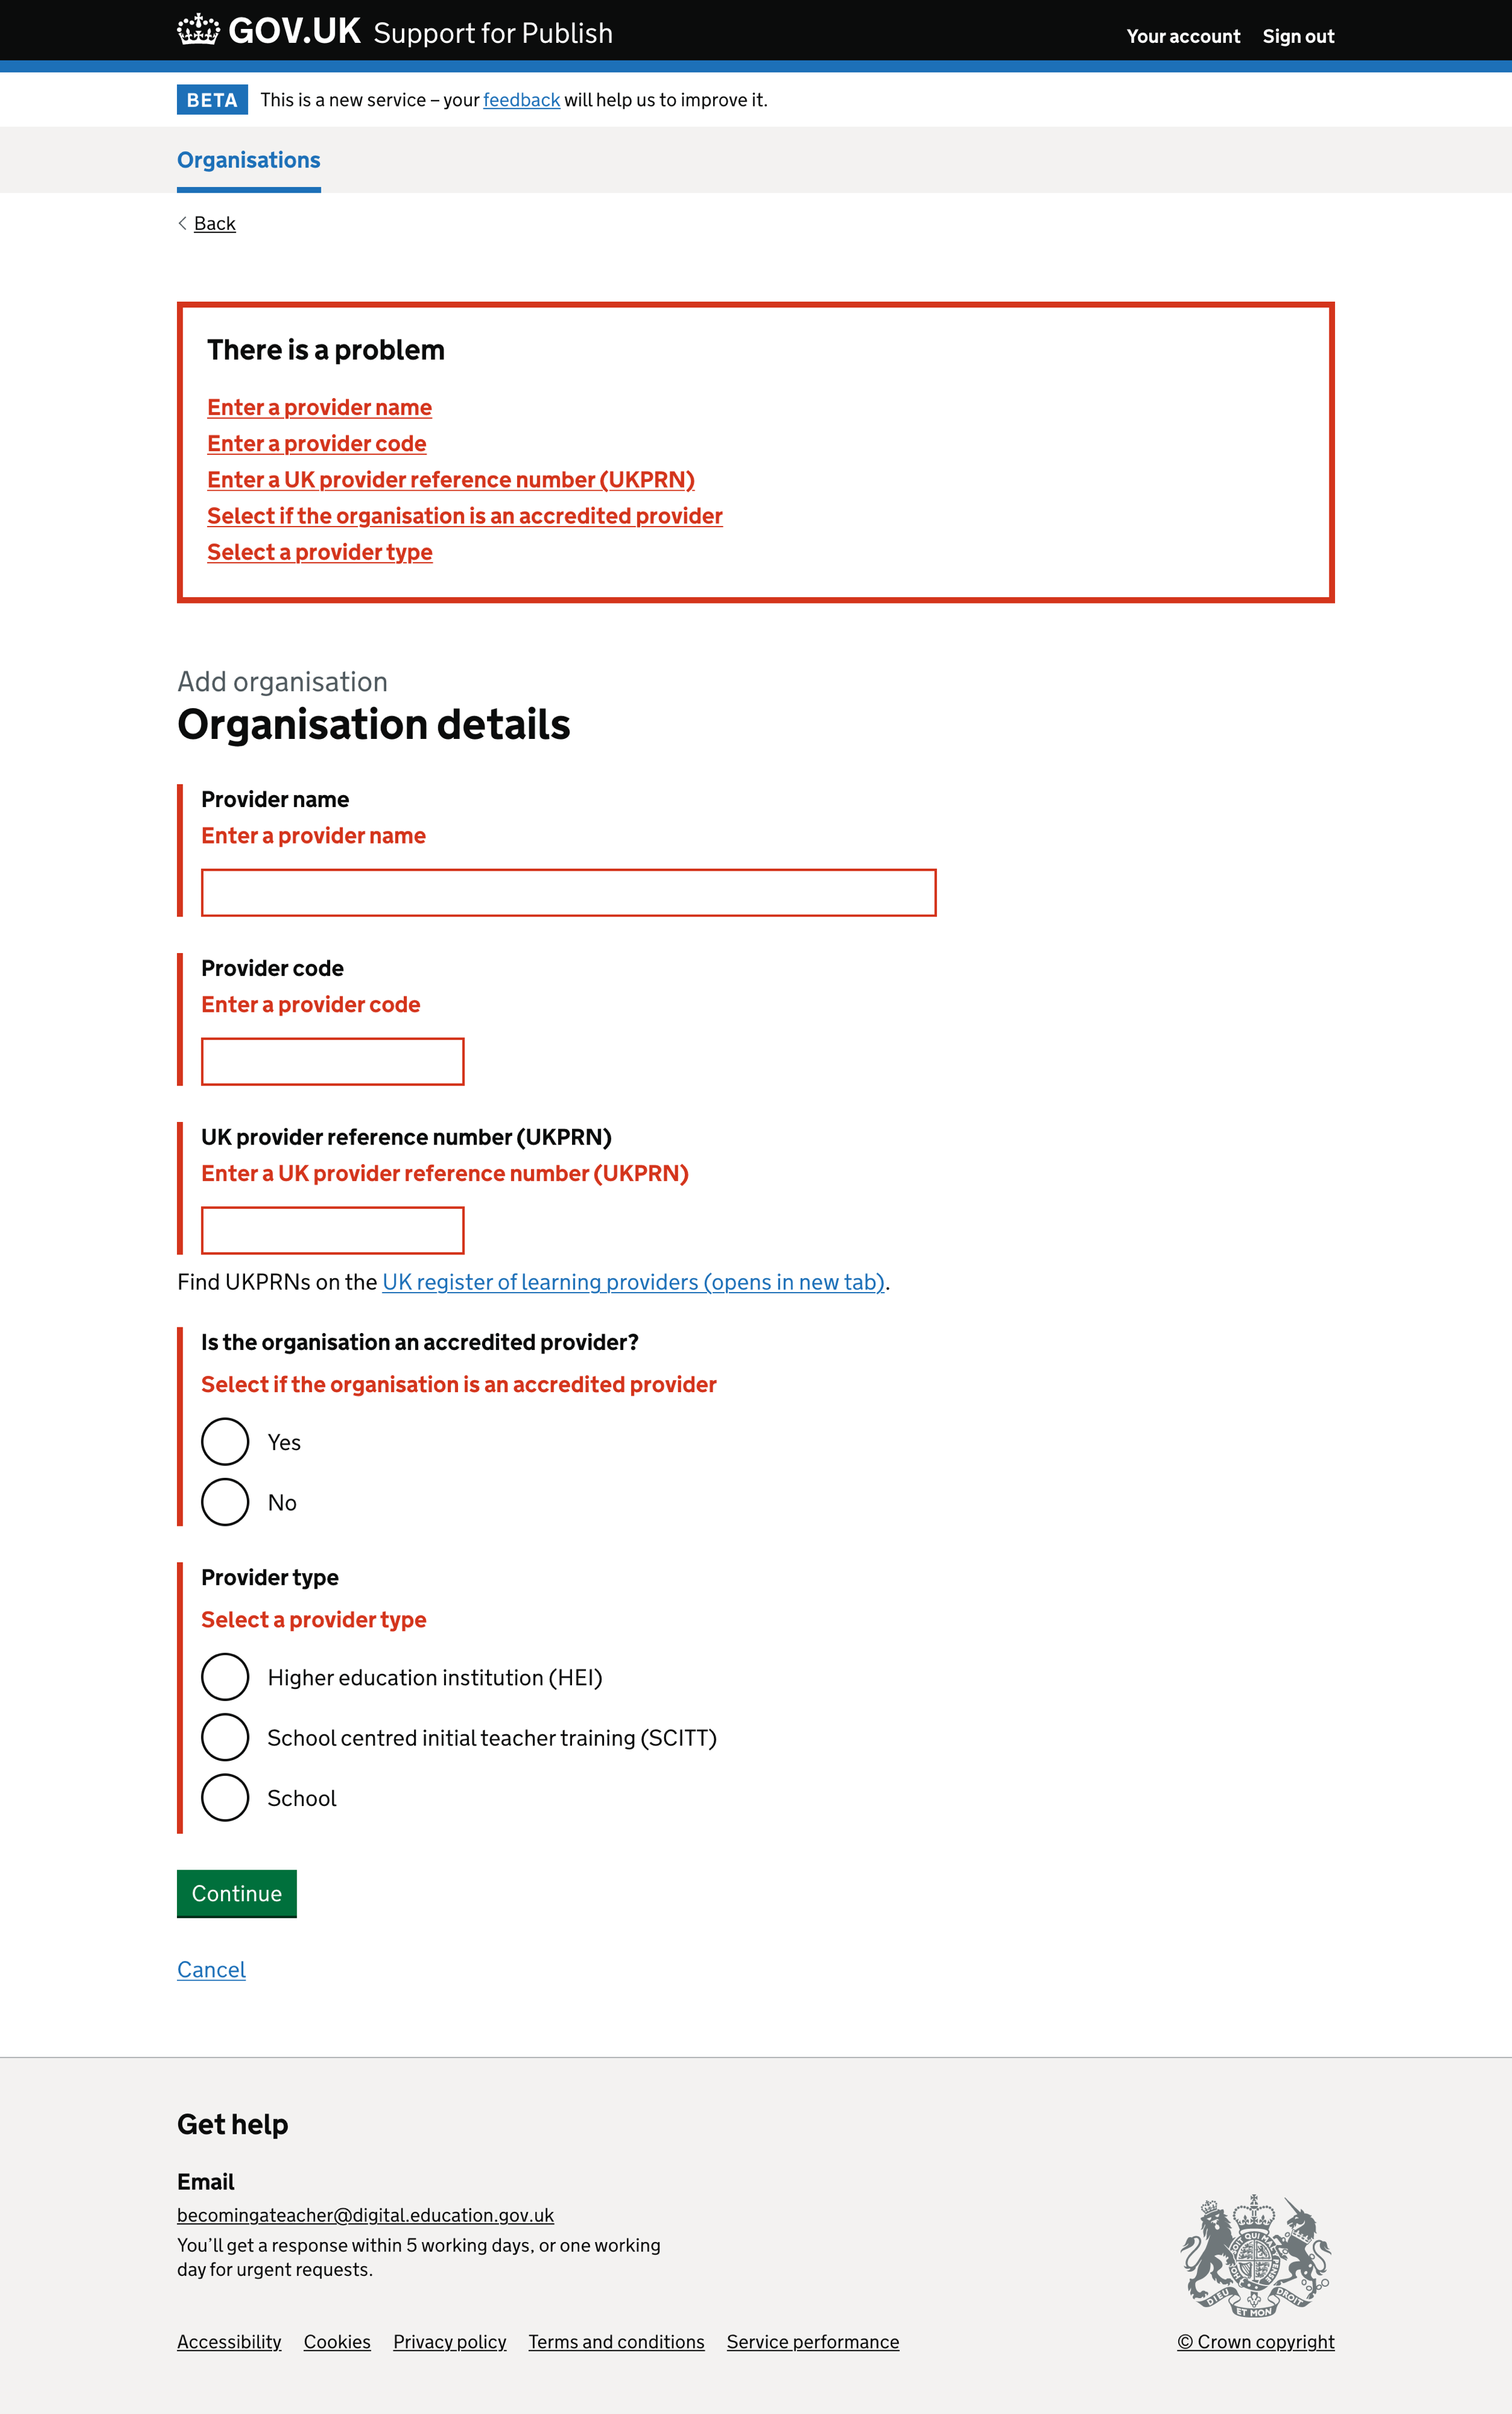 GOV.UK Support for Publish
Your account Sign out
BETA This is a new service – your feedback will help us to improve it.
Organisations
Back
There is a problem
Enter a provider name
Enter a provider code
Enter a UK provider reference number (UKPRN)
Select if the organisation is an accredited provider
Select a provider type
Add organisation
Organisation details
Provider name
Enter a provider name
Provider code
Enter a provider code
UK provider reference number (UKPRN)
Enter a UK provider reference number (UKPRN)
Find UKPRNs on the UK register of learning providers (opens in new tab).
Is the organisation an accredited provider?
Select if the organisation is an accredited provider
Yes
No
Provider type
Select a provider type
Higher education institution (HEI)
School centred initial teacher training (SCITT)
School
Continue
Cancel
Get help
Email
becomingateacher@digital.education.gov.uk
You’ll get a response within 5 working days, or one working
day for urgent requests.
DIEU ET MON DROIT
Accessibility Cookies Privacy policy Terms and conditions Service performance
© Crown copyright